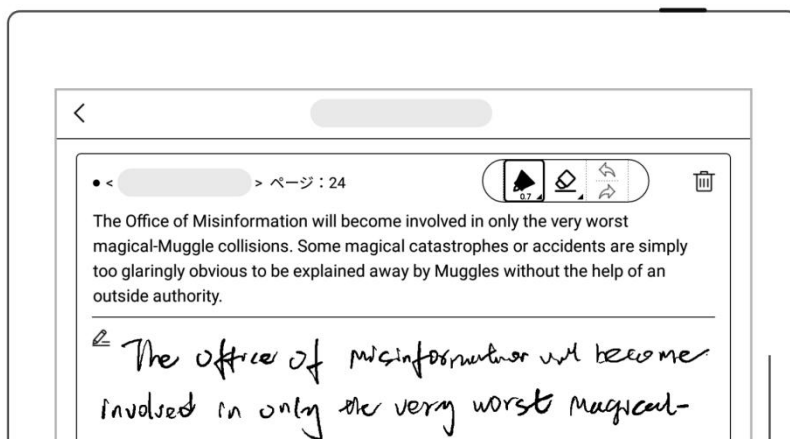 ● < > ページ：24
0.7
The Office of Misinformation will become involved in only the very worst
magical-Muggle collisions. Some magical catastrophes or accidents are simply
too glaringly obvious to be explained away by Muggles without the help of an
outside authority.
The office of misinformation will become
involved in only the very worst magical-